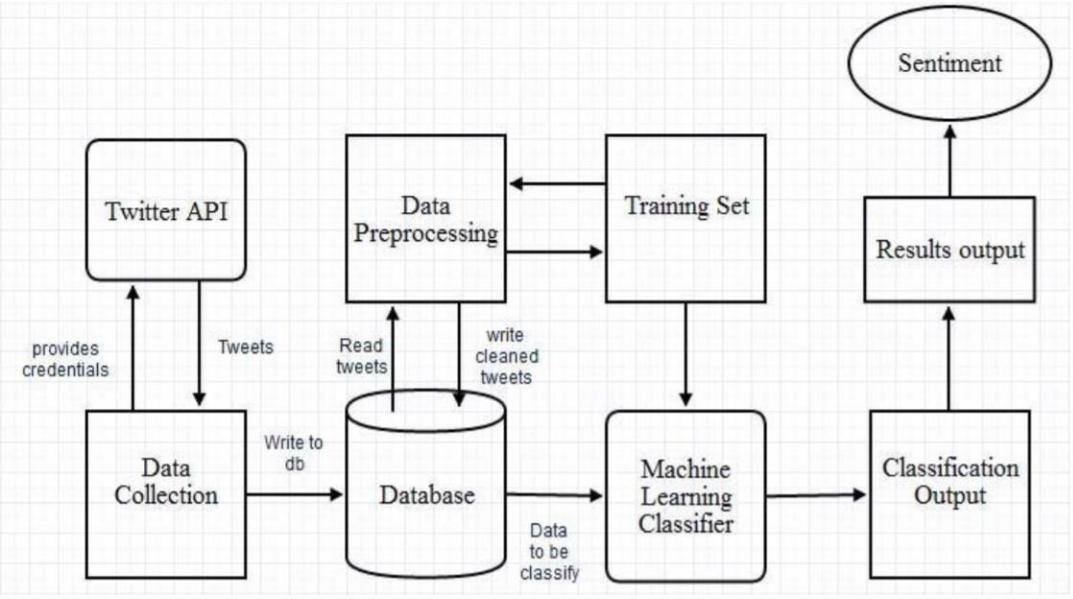 Sentiment
Twitter API
Data
Preprocessing
Training Set
Results output
provides
credentials
Tweets
Read
tweets
write
cleaned
tweets
Data
Collection
Write to
db
Database
Data
to be
classify
Machine
Learning
Classifier
Classification
Output